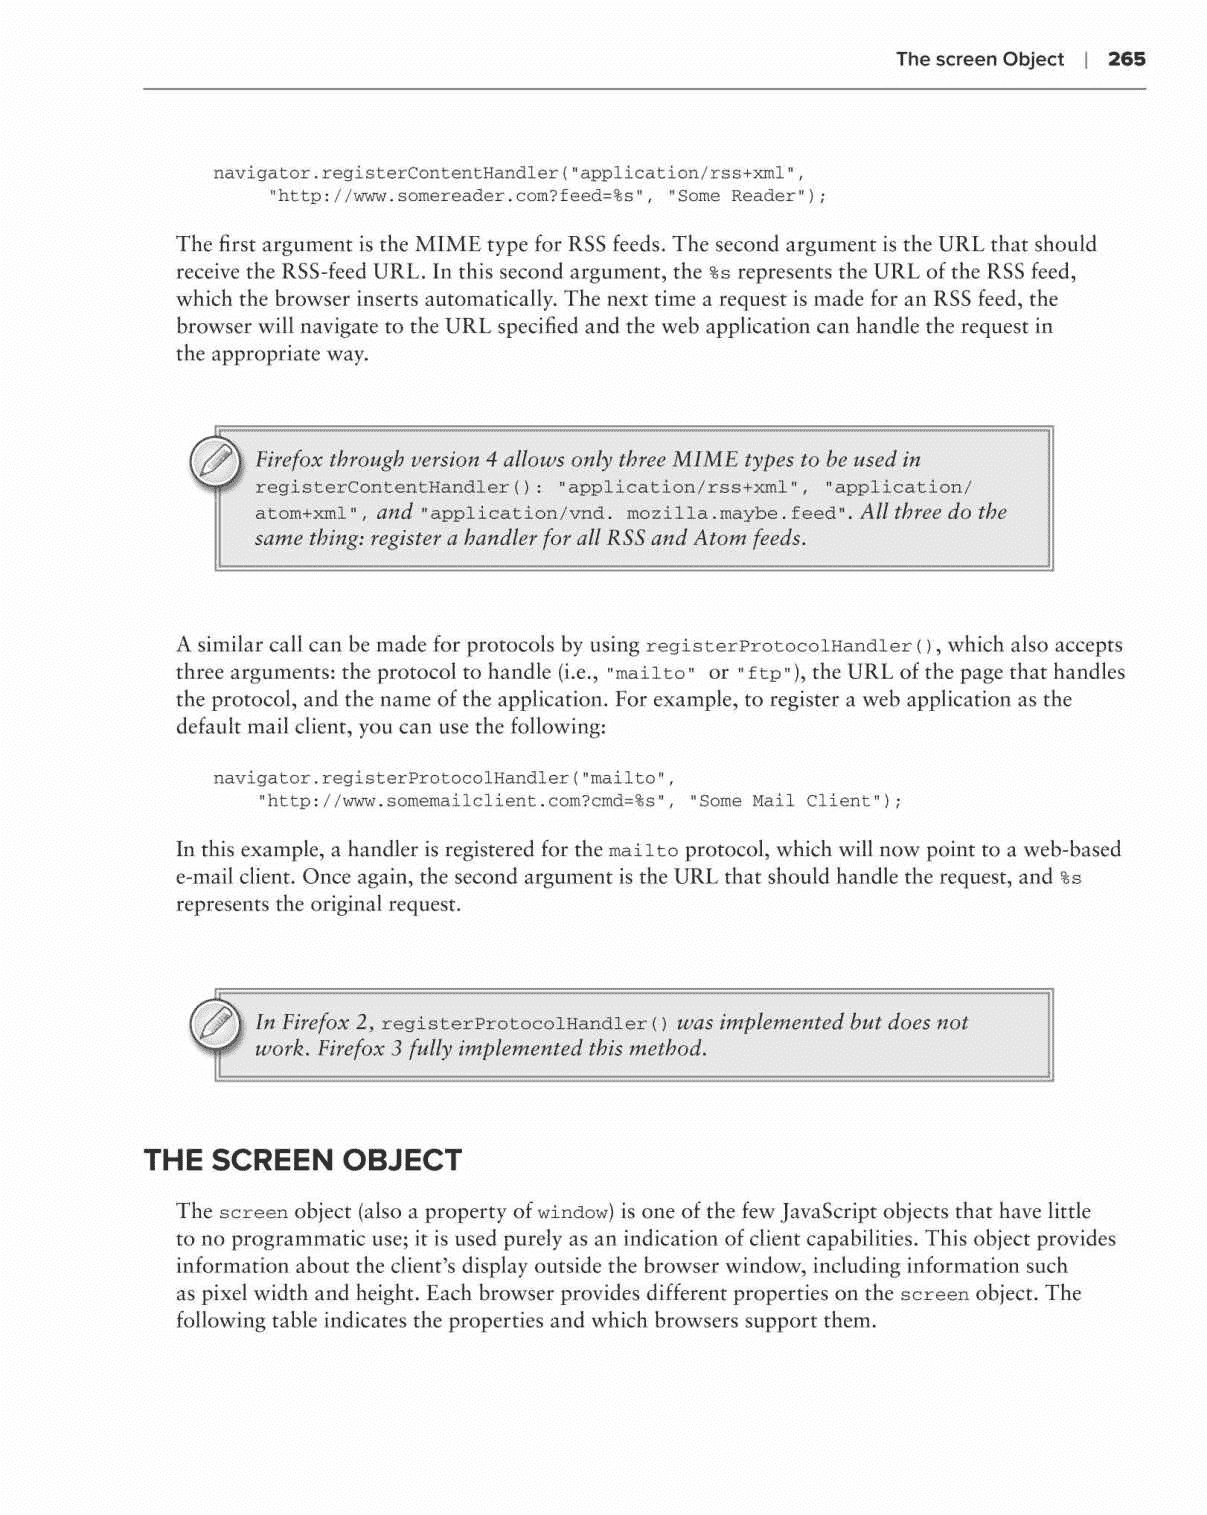 The screen Object | 265
navigator.registerContentHandler("application/rss+xml",
"http://www.somereader.com?feed=%s", "Some Reader");
The first argument is the MIME type for RSS feeds. The second argument is the URL that should
receive the RSS-feed URL. In this second argument, the %s represents the URL of the RSS feed,
which the browser inserts automatically. The next time a request is made for an RSS feed, the
browser will navigate to the URL specified and the web application can handle the request in
the appropriate way.
Firefox through version 4 allows only three MIME types to be used in
registerContentHandler(): "application/rss+xml", "application/
atom+xml", and "application/vnd. mozilla.maybe.feed". All three do the
same thing: register a handler for all RSS and Atom feeds.
A similar call can be made for protocols by using registerProtocolHandler(), which also accepts
three arguments: the protocol to handle (i.e., "mailto" or "ftp"), the URL of the page that handles
the protocol, and the name of the application. For example, to register a web application as the
default mail client, you can use the following:
navigator.registerProtocolHandler("mailto",
"http://www.somemailclient.com?cmd=%s", "Some Mail Client");
In this example, a handler is registered for the mailto protocol, which will now point to a web-based
e-mail client. Once again, the second argument is the URL that should handle the request, and %s
represents the original request.
In Firefox 2, registerProtocolHandler() was implemented but does not
work. Firefox 3 fully implemented this method.
THE SCREEN OBJECT
The screen object (also a property of window) is one of the few JavaScript objects that have little
to no programmatic use; it is used purely as an indication of client capabilities. This object provides
information about the client's display outside the browser window, including information such
as pixel width and height. Each browser provides different properties on the screen object. The
following table indicates the properties and which browsers support them.